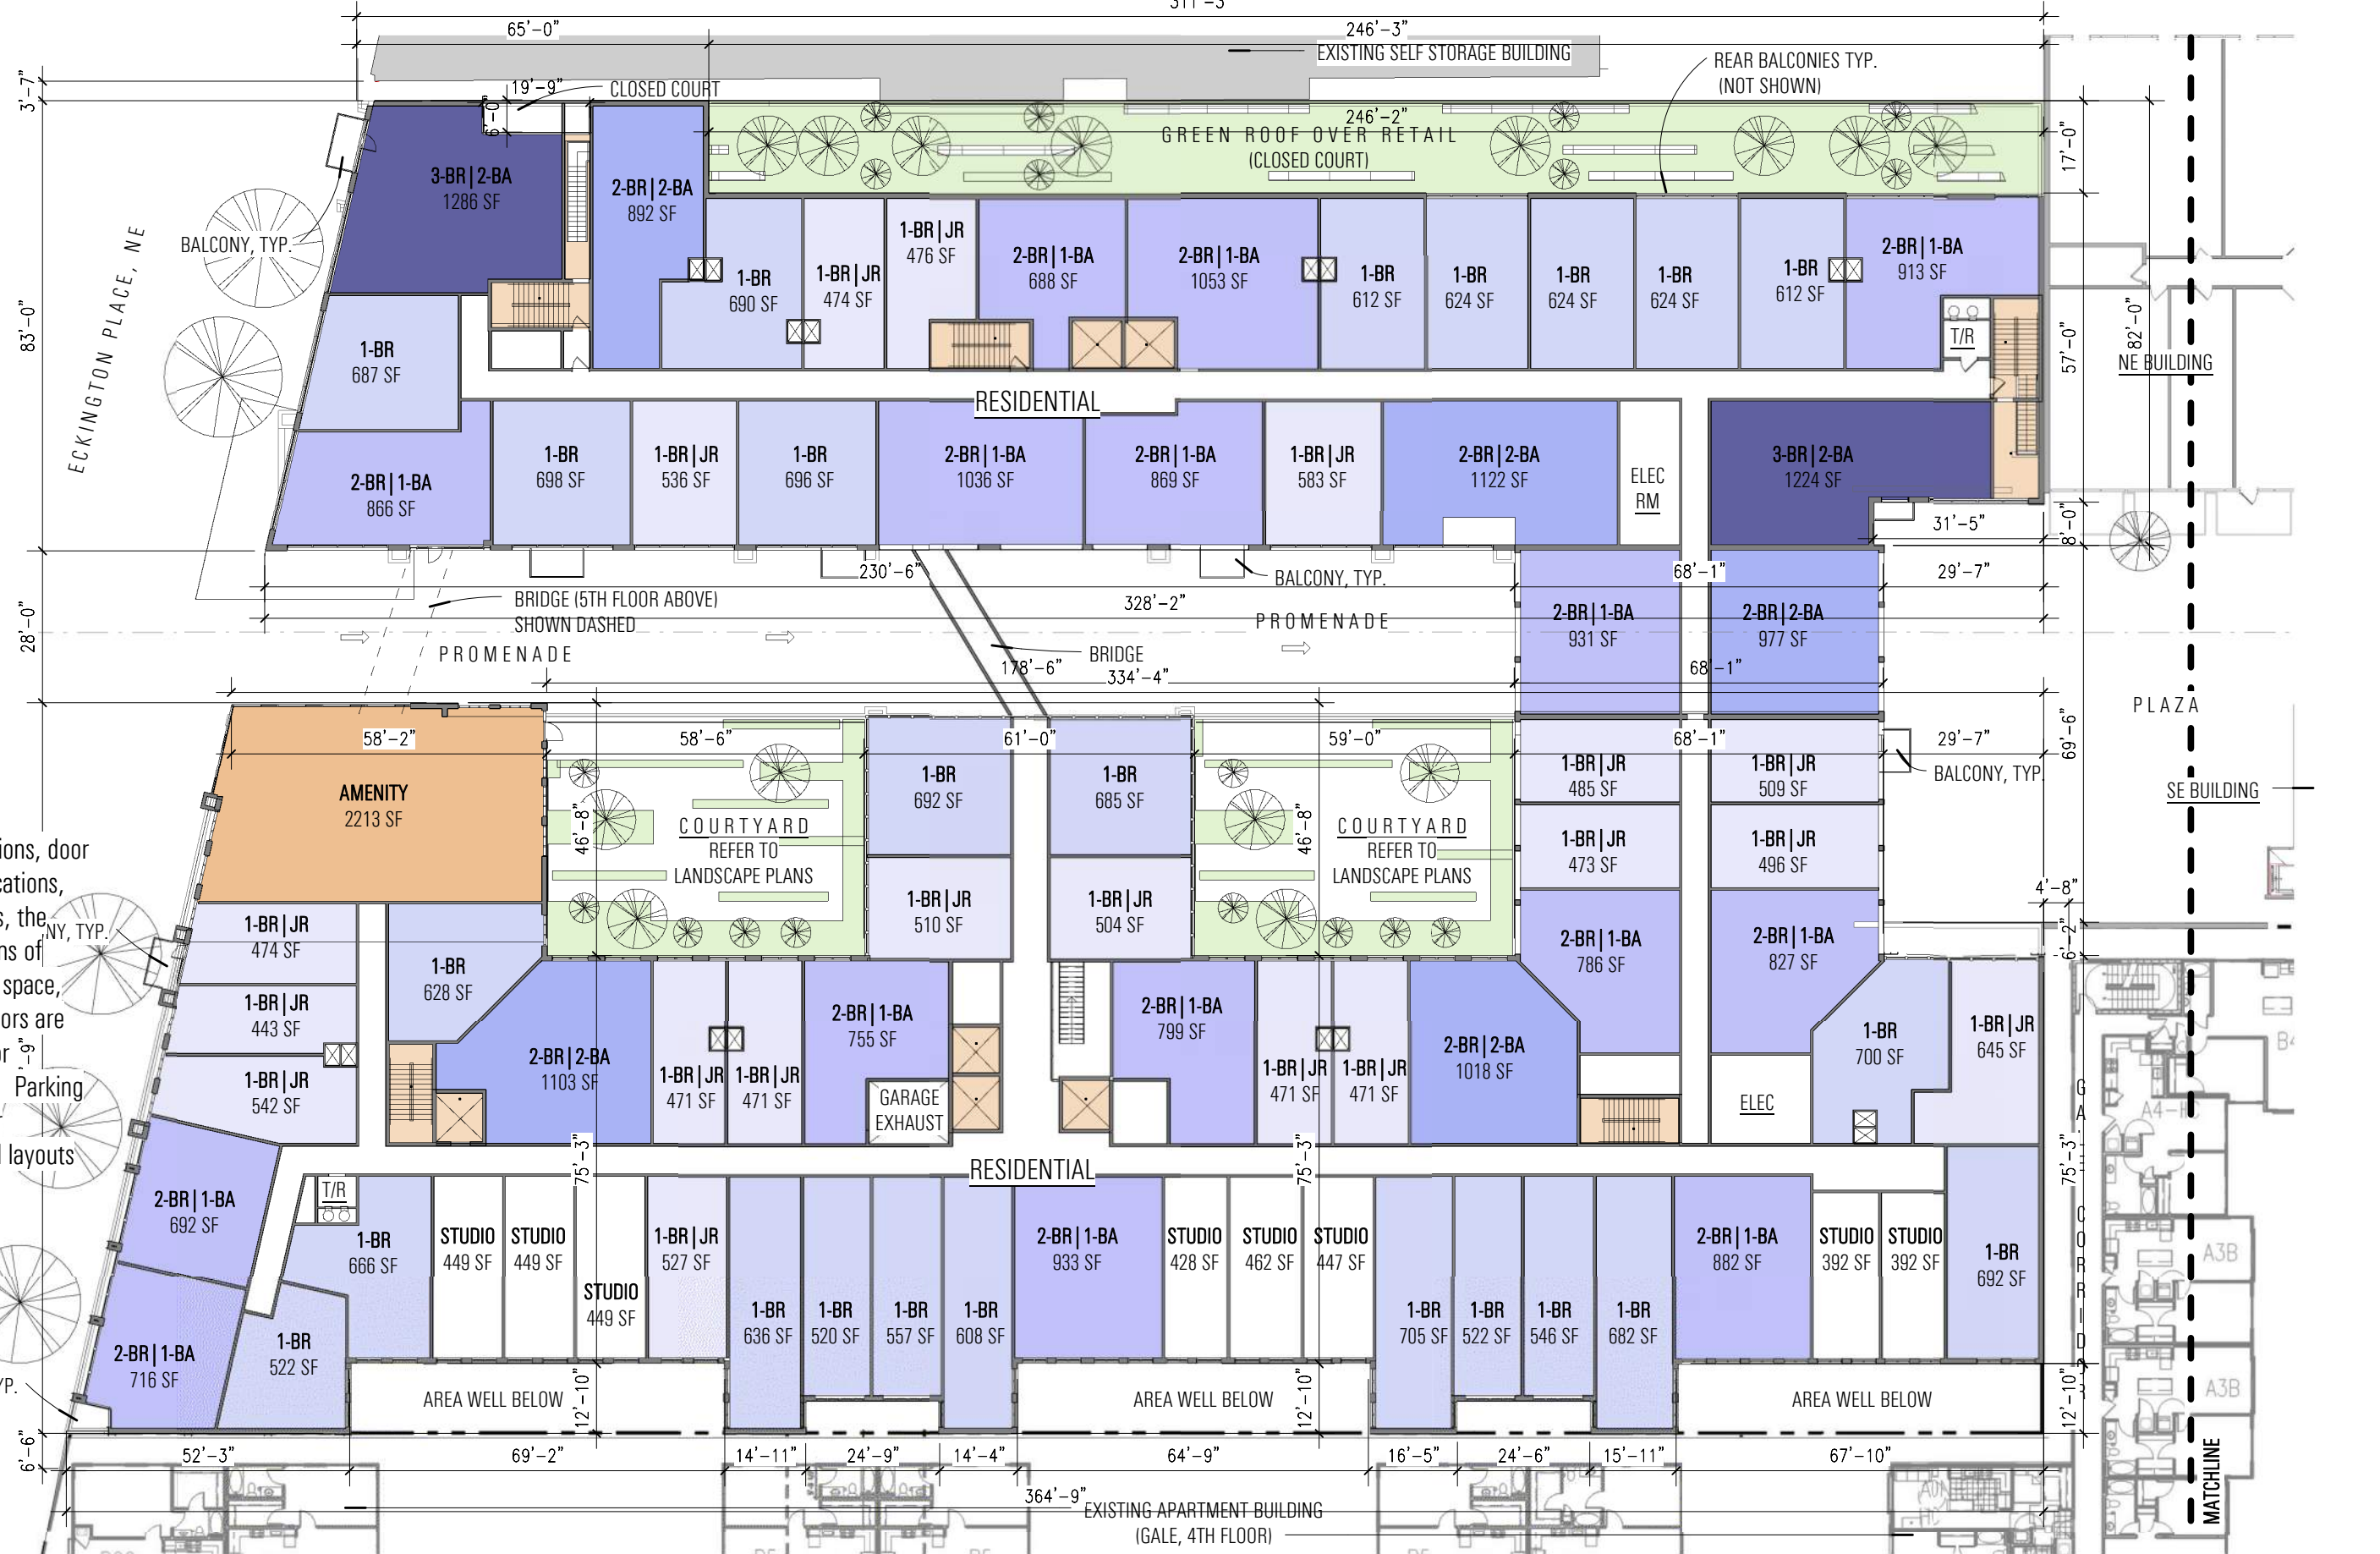 65'-0"
246'-3"
EXISTING SELF STORAGE BUILDING
REAR BALCONIES TYP.
(NOT SHOWN)
3'-7"
19'-9"
CLOSED COURT
6'-0"
246'-2"
GREEN ROOF OVER RETAIL
(CLOSED COURT)
17'-0"
3-BR|2-BA
1286 SF
2-BR|2-BA
892 SF
BALCONY, TYP.
ECKINGTON PLACE, NE
83'-0"
1-BR
690 SF
1-BR|JR
474 SF
1-BR|JR
476 SF
2-BR|1-BA
688 SF
2-BR|1-BA
1053 SF
1-BR
612 SF
1-BR
624 SF
1-BR
624 SF
1-BR
624 SF
1-BR
612 SF
2-BR|1-BA
913 SF
T/R
57'-0"
82'-0"
NE BUILDING
1-BR
687 SF
RESIDENTIAL
2-BR|1-BA
866 SF
1-BR
698 SF
1-BR|JR
536 SF
1-BR
696 SF
2-BR|1-BA
1036 SF
2-BR|1-BA
869 SF
1-BR|JR
583 SF
2-BR|2-BA
1122 SF
ELEC
RM
3-BR|2-BA
1224 SF
31'-5"
8'-0"
28'-0"
230'-6"
BALCONY, TYP.
68'-1"
29'-7"
BRIDGE (5TH FLOOR ABOVE)
SHOWN DASHED
328'-2"
PROMENADE
2-BR|1-BA
931 SF
2-BR|2-BA
977 SF
PROMENADE
BRIDGE
178'-6"
334'-4"
68'-1"
PLAZA
69'-6"
58'-2"
58'-6"
61'-0"
59'-0"
68'-1"
29'-7"
AMENITY
2213 SF
46'-8"
COURTYARD
REFER TO
LANDSCAPE PLANS
1-BR
692 SF
1-BR
685 SF
46'-8"
COURTYARD
REFER TO
LANDSCAPE PLANS
1-BR|JR
485 SF
1-BR|JR
509 SF
BALCONY, TYP.
SE BUILDING
1-BR|JR
473 SF
1-BR|JR
496 SF
4'-8"
6'-2"
1-BR|JR
510 SF
1-BR|JR
504 SF
ions, door
cations,
s, the
NY, TYP.
ns of
space,
ors are
or
'-9"
Parking
layouts
1-BR|JR
474 SF
1-BR
628 SF
2-BR|1-BA
786 SF
2-BR|1-BA
827 SF
1-BR|JR
443 SF
1-BR|JR
542 SF
2-BR|2-BA
1103 SF
1-BR|JR
471 SF
1-BR|JR
471 SF
2-BR|1-BA
755 SF
GARAGE
EXHAUST
2-BR|1-BA
799 SF
1-BR|JR
471 SF
1-BR|JR
471 SF
2-BR|2-BA
1018 SF
ELEC
1-BR
700 SF
1-BR|JR
645 SF
B4
A4-HC
75'-3"
75'-3"
75'-3"
RESIDENTIAL
2-BR|1-BA
692 SF
T/R
1-BR
666 SF
STUDIO
449 SF
STUDIO
449 SF
STUDIO
449 SF
1-BR|JR
527 SF
1-BR
636 SF
1-BR
520 SF
1-BR
557 SF
1-BR
608 SF
2-BR|1-BA
933 SF
STUDIO
428 SF
STUDIO
462 SF
STUDIO
447 SF
1-BR
705 SF
1-BR
522 SF
1-BR
546 SF
1-BR
682 SF
2-BR|1-BA
882 SF
STUDIO
392 SF
STUDIO
392 SF
1-BR
692 SF
CORRID
A3B
2-BR|1-BA
716 SF
1-BR
522 SF
YP.
AREA WELL BELOW
12'-10"
AREA WELL BELOW
12'-10"
AREA WELL BELOW
12'-10"
A3B
6'-6"
52'-3"
69'-2"
14'-11"
24'-9"
14'-4"
64'-9"
16'-5"
24'-6"
15'-11"
67'-10"
MATCHLINE
364'-9"
EXISTING APARTMENT BUILDING
(GALE, 4TH FLOOR)